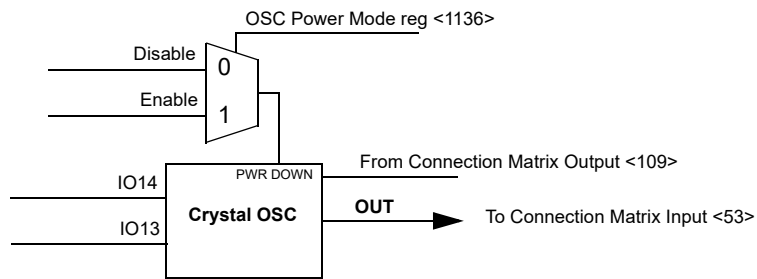 OSC Power Mode reg <1136>
Disable
0
Enable
1
PWR DOWN
From Connection Matrix Output <109>
IO14
Crystal OSC
OUT
To Connection Matrix Input <53>
IO13